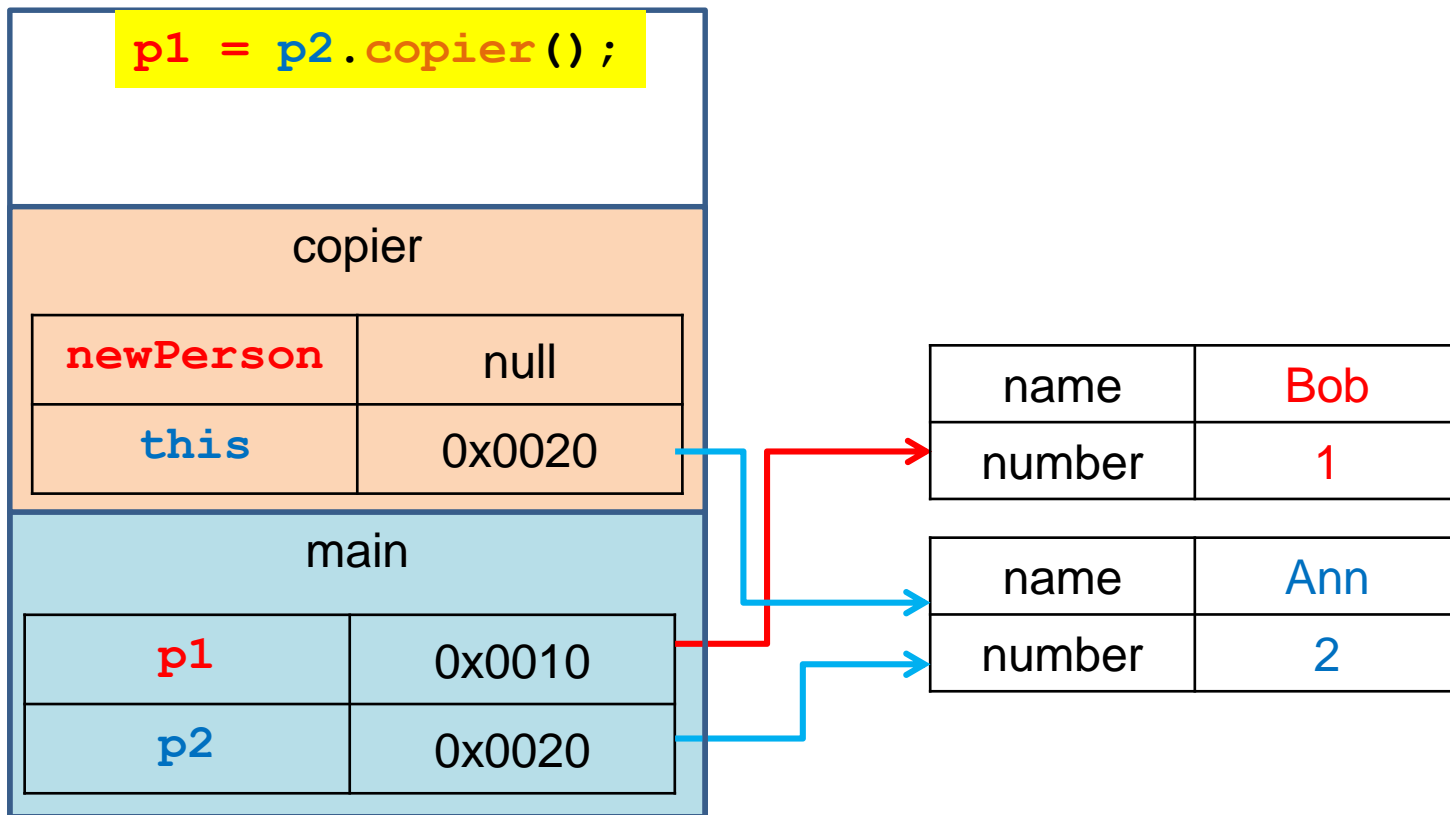 p1 = p2.copier();
copier
newPerson null
this 0x0020
main
p1 0x0010
p2 0x0020
name Bob
number 1
name Ann
number 2